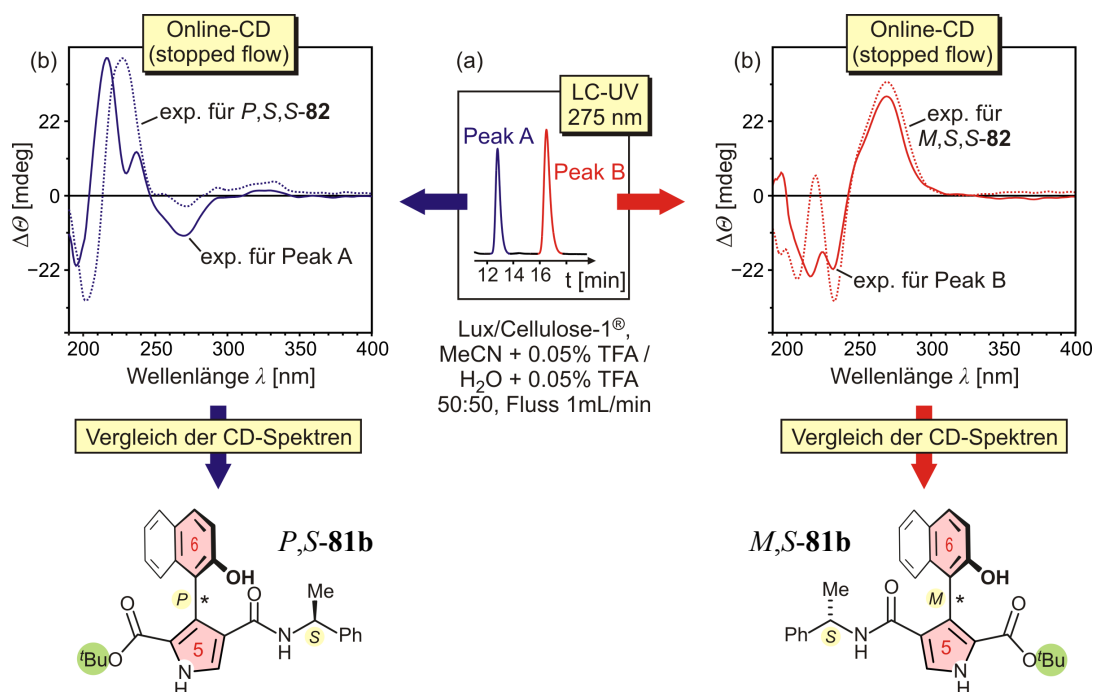 Online-CD
(stopped flow)
(b)
exp. für P,S,S-82
22
0
−22
ΔΘ [mdeg]
exp. für Peak A
200
250
300
350
400
Wellenlänge λ [nm]
(a)
LC-UV
275 nm
Peak A
Peak B
12
14
16
t [min]
Lux/Cellulose-1®,
MeCN + 0.05% TFA /
H2O + 0.05% TFA
50:50, Fluss 1mL/min
Online-CD
(stopped flow)
(b)
exp. für
M,S,S-82
22
0
−22
ΔΘ [mdeg]
exp. für Peak B
200
250
300
350
400
Wellenlänge λ [nm]
Vergleich der CD-Spektren
Vergleich der CD-Spektren
P,S-81b
6
OH
P
*
O
Me
O
N
H
S
Ph
tBu
O
5
N
H
M,S-81b
6
OH
M
*
Me
O
O
Ph
S
N
H
5
O
tBu
N
H